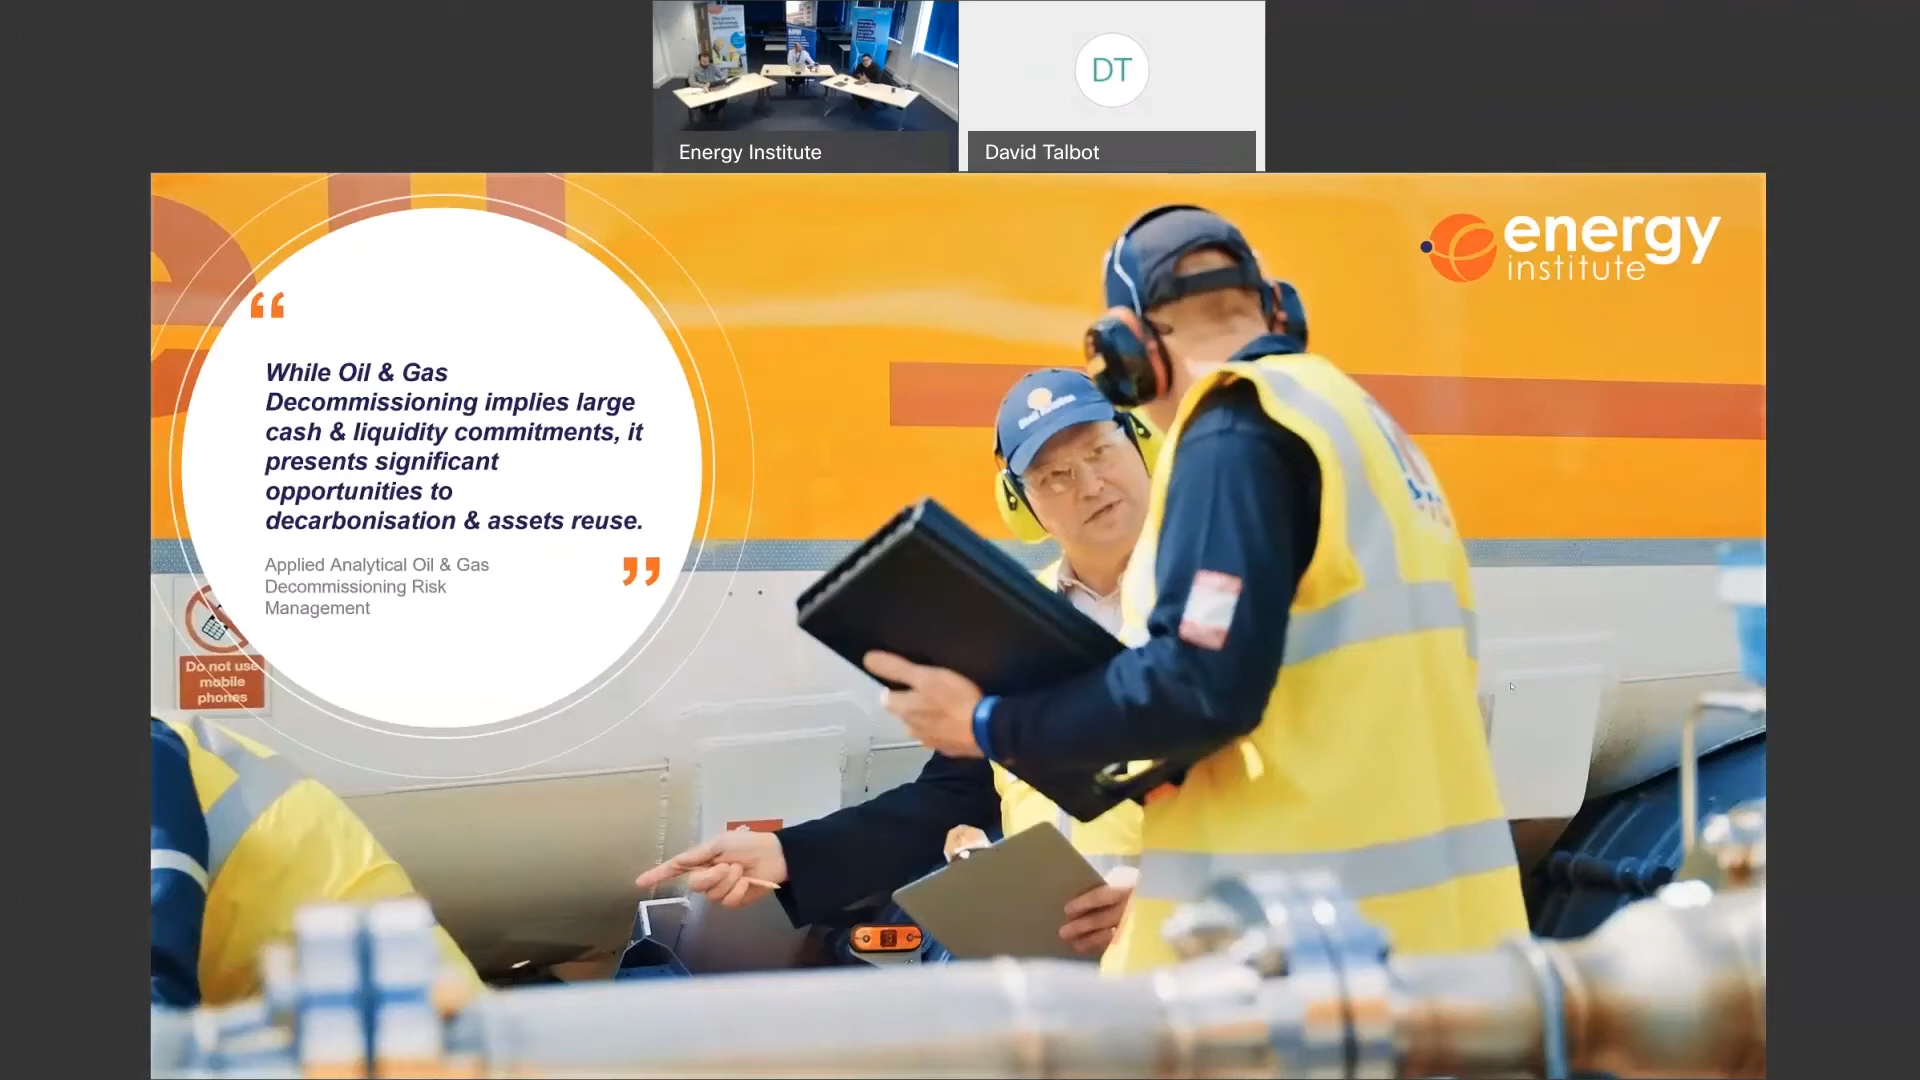 Energy Institute
DT
David Talbot
energy
institute
“
While Oil & Gas
Decommissioning implies large
cash & liquidity commitments, it
presents significant
opportunities to
decarbonisation & assets reuse.
”
Applied Analytical Oil & Gas
Decommissioning Risk
Management
Do not use
mobile
phones